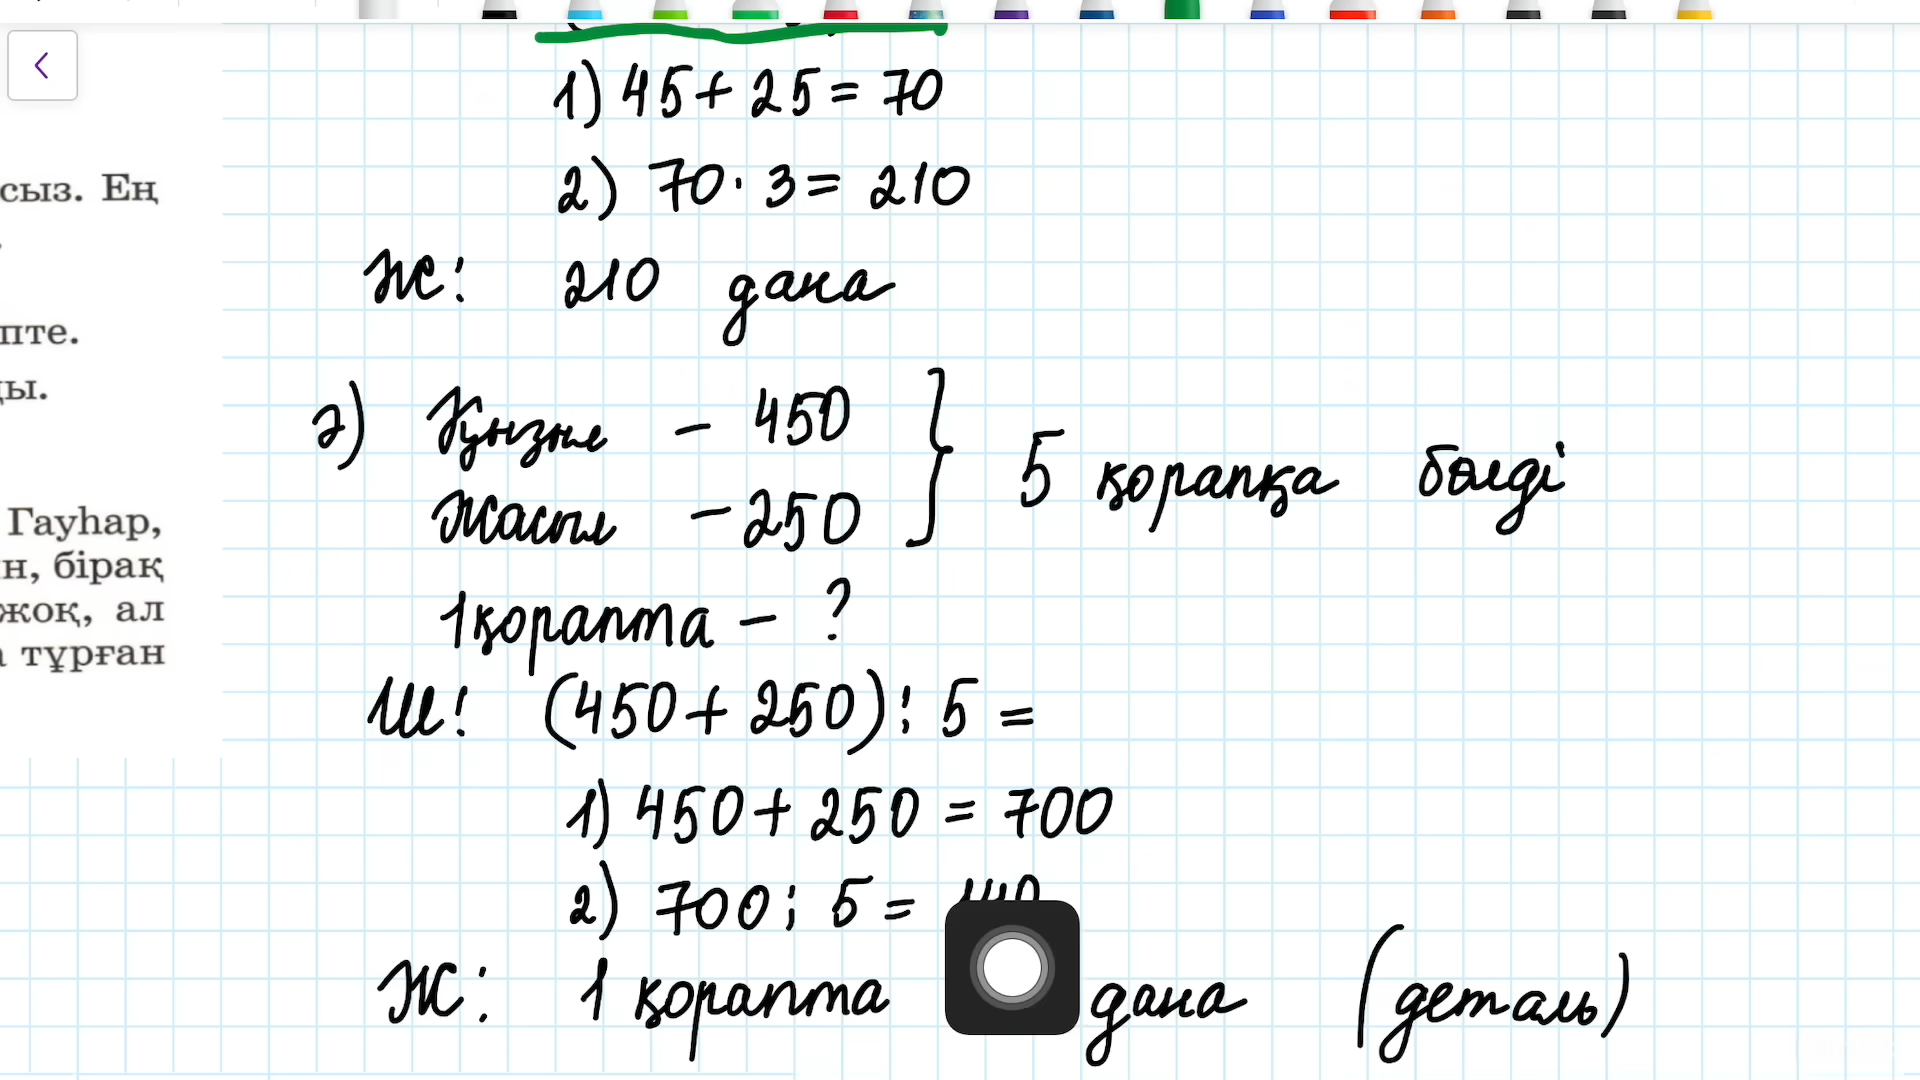 сыз. Ең
пте.
ды.
Гауһар,
н, бірақ
жоқ, ал
а тұрған
1) 45 + 25 = 70
2) 70 · 3 = 210
Ж: 210 дана
ә) Күнгзне – 450
Жасыл – 250
5 қорапқа бөлді
1 қорапта – ?
Ш: (450 + 250) : 5 =
1) 450 + 250 = 700
2) 700 : 5 = 140
Ж: 1 қорапта дана (деталь)